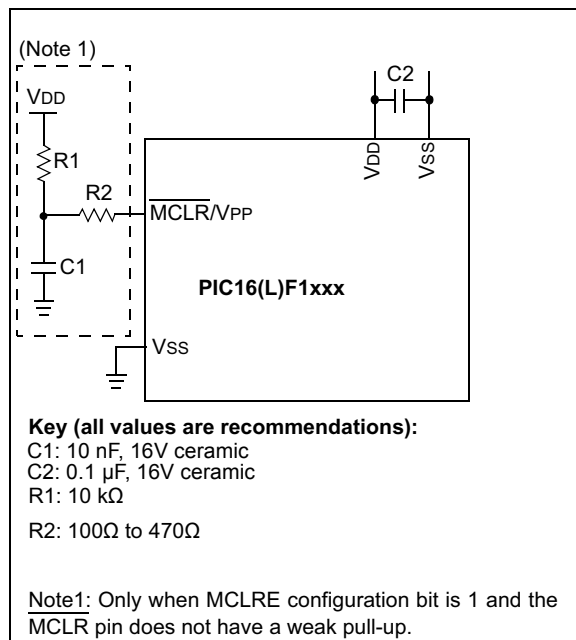 (Note 1)
C2
VDD
R1
VDD
VSS
R2
MCLR/VPP
C1
PIC16(L)F1xxx
VSS
Key (all values are recommendations):
C1: 10 nF, 16V ceramic
C2: 0.1 µF, 16V ceramic
R1: 10 kΩ
R2: 100Ω to 470Ω
Note1: Only when MCLRE configuration bit is 1 and the
MCLR pin does not have a weak pull-up.